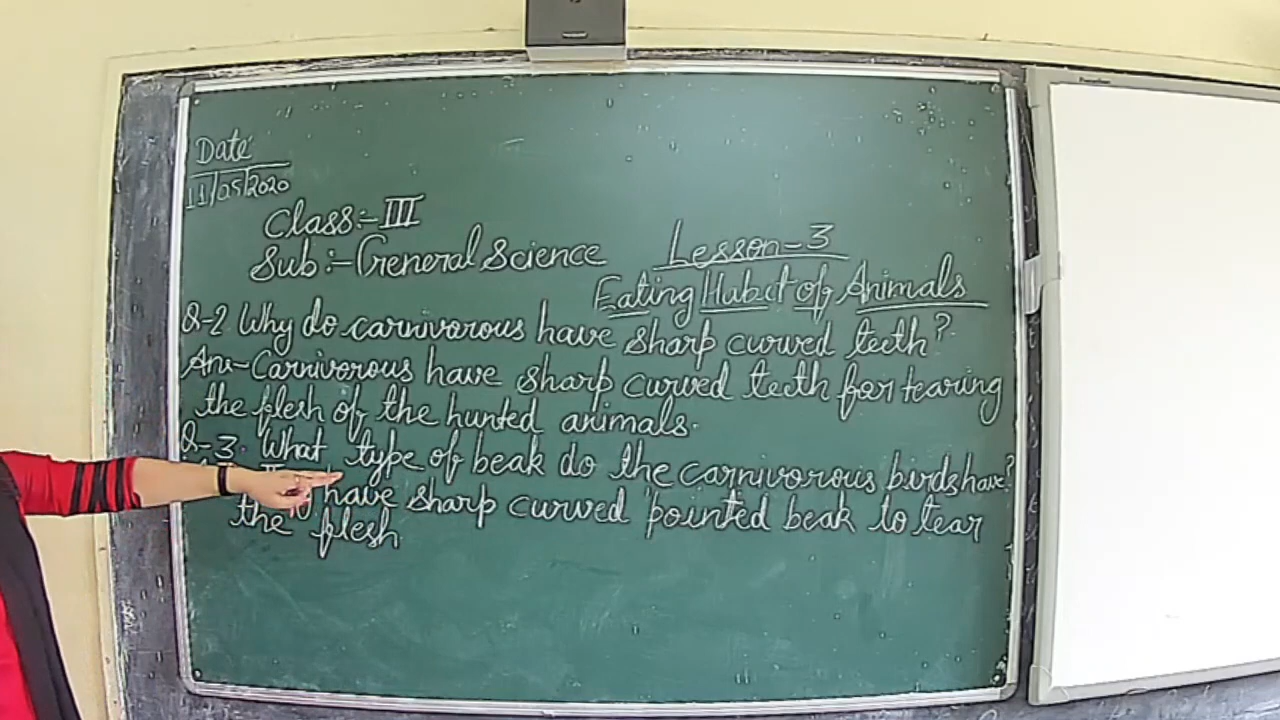 Date
11/05/2020
Class:- III
Sub:- General Science
Lesson-3
Eating Habit of Animals
Q-2 Why do carnivorous have sharp curved teeth?
Ans- Carnivorous have sharp curved teeth for tearing
the flesh of the hunted animals.
Q-3. What type of beak do the carnivorous birds have?
have sharp curved pointed beak to tear
the flesh